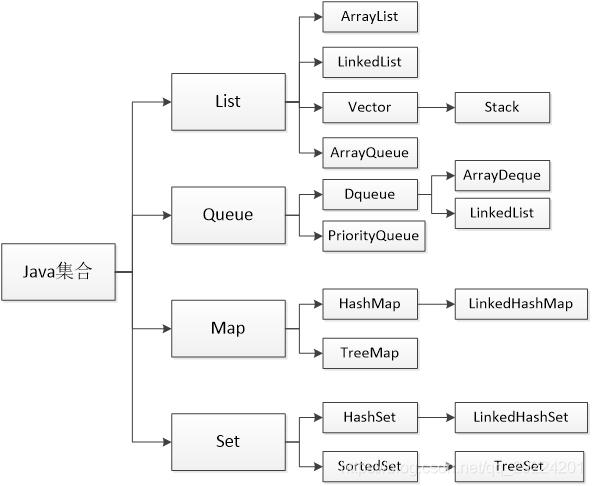 ArrayList
LinkedList
List
Vector
Stack
ArrayQueue
ArrayDeque
Dqueue
Queue
LinkedList
PriorityQueue
Java集合
HashMap
LinkedHashMap
Map
TreeMap
HashSet
LinkedHashSet
Set
SortedSet
TreeSet